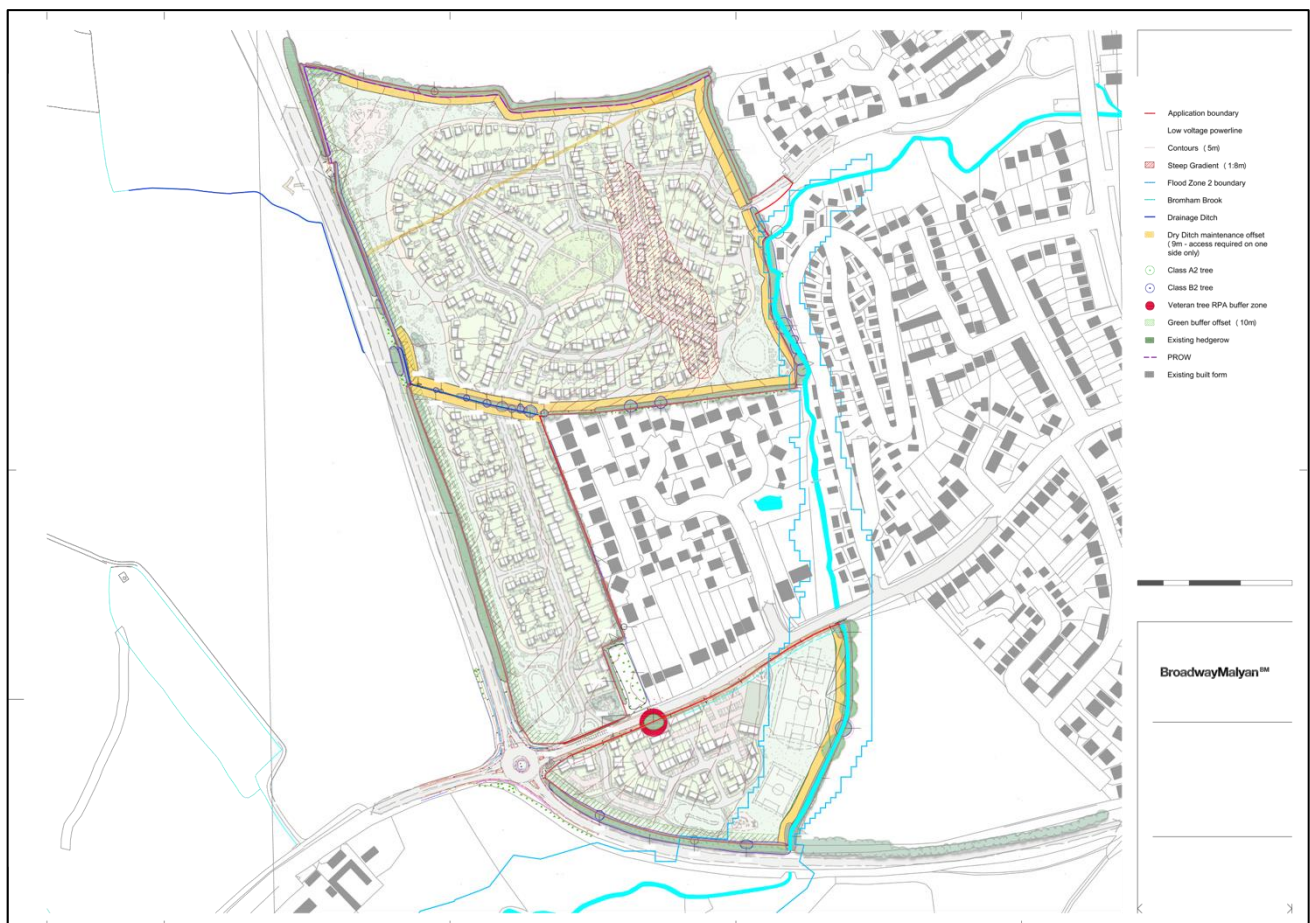 Application boundary
Low voltage powerline
Contours (5m)
Steep Gradient (1:8m)
Flood Zone 2 boundary
Bromham Brook
Drainage Ditch
Dry Ditch maintenance offset
(9m - access required on one
side only)
Class A2 tree
Class B2 tree
Veteran tree RPA buffer zone
Green buffer offset (10m)
Existing hedgerow
PROW
Existing built form
BroadwayMalyan BM